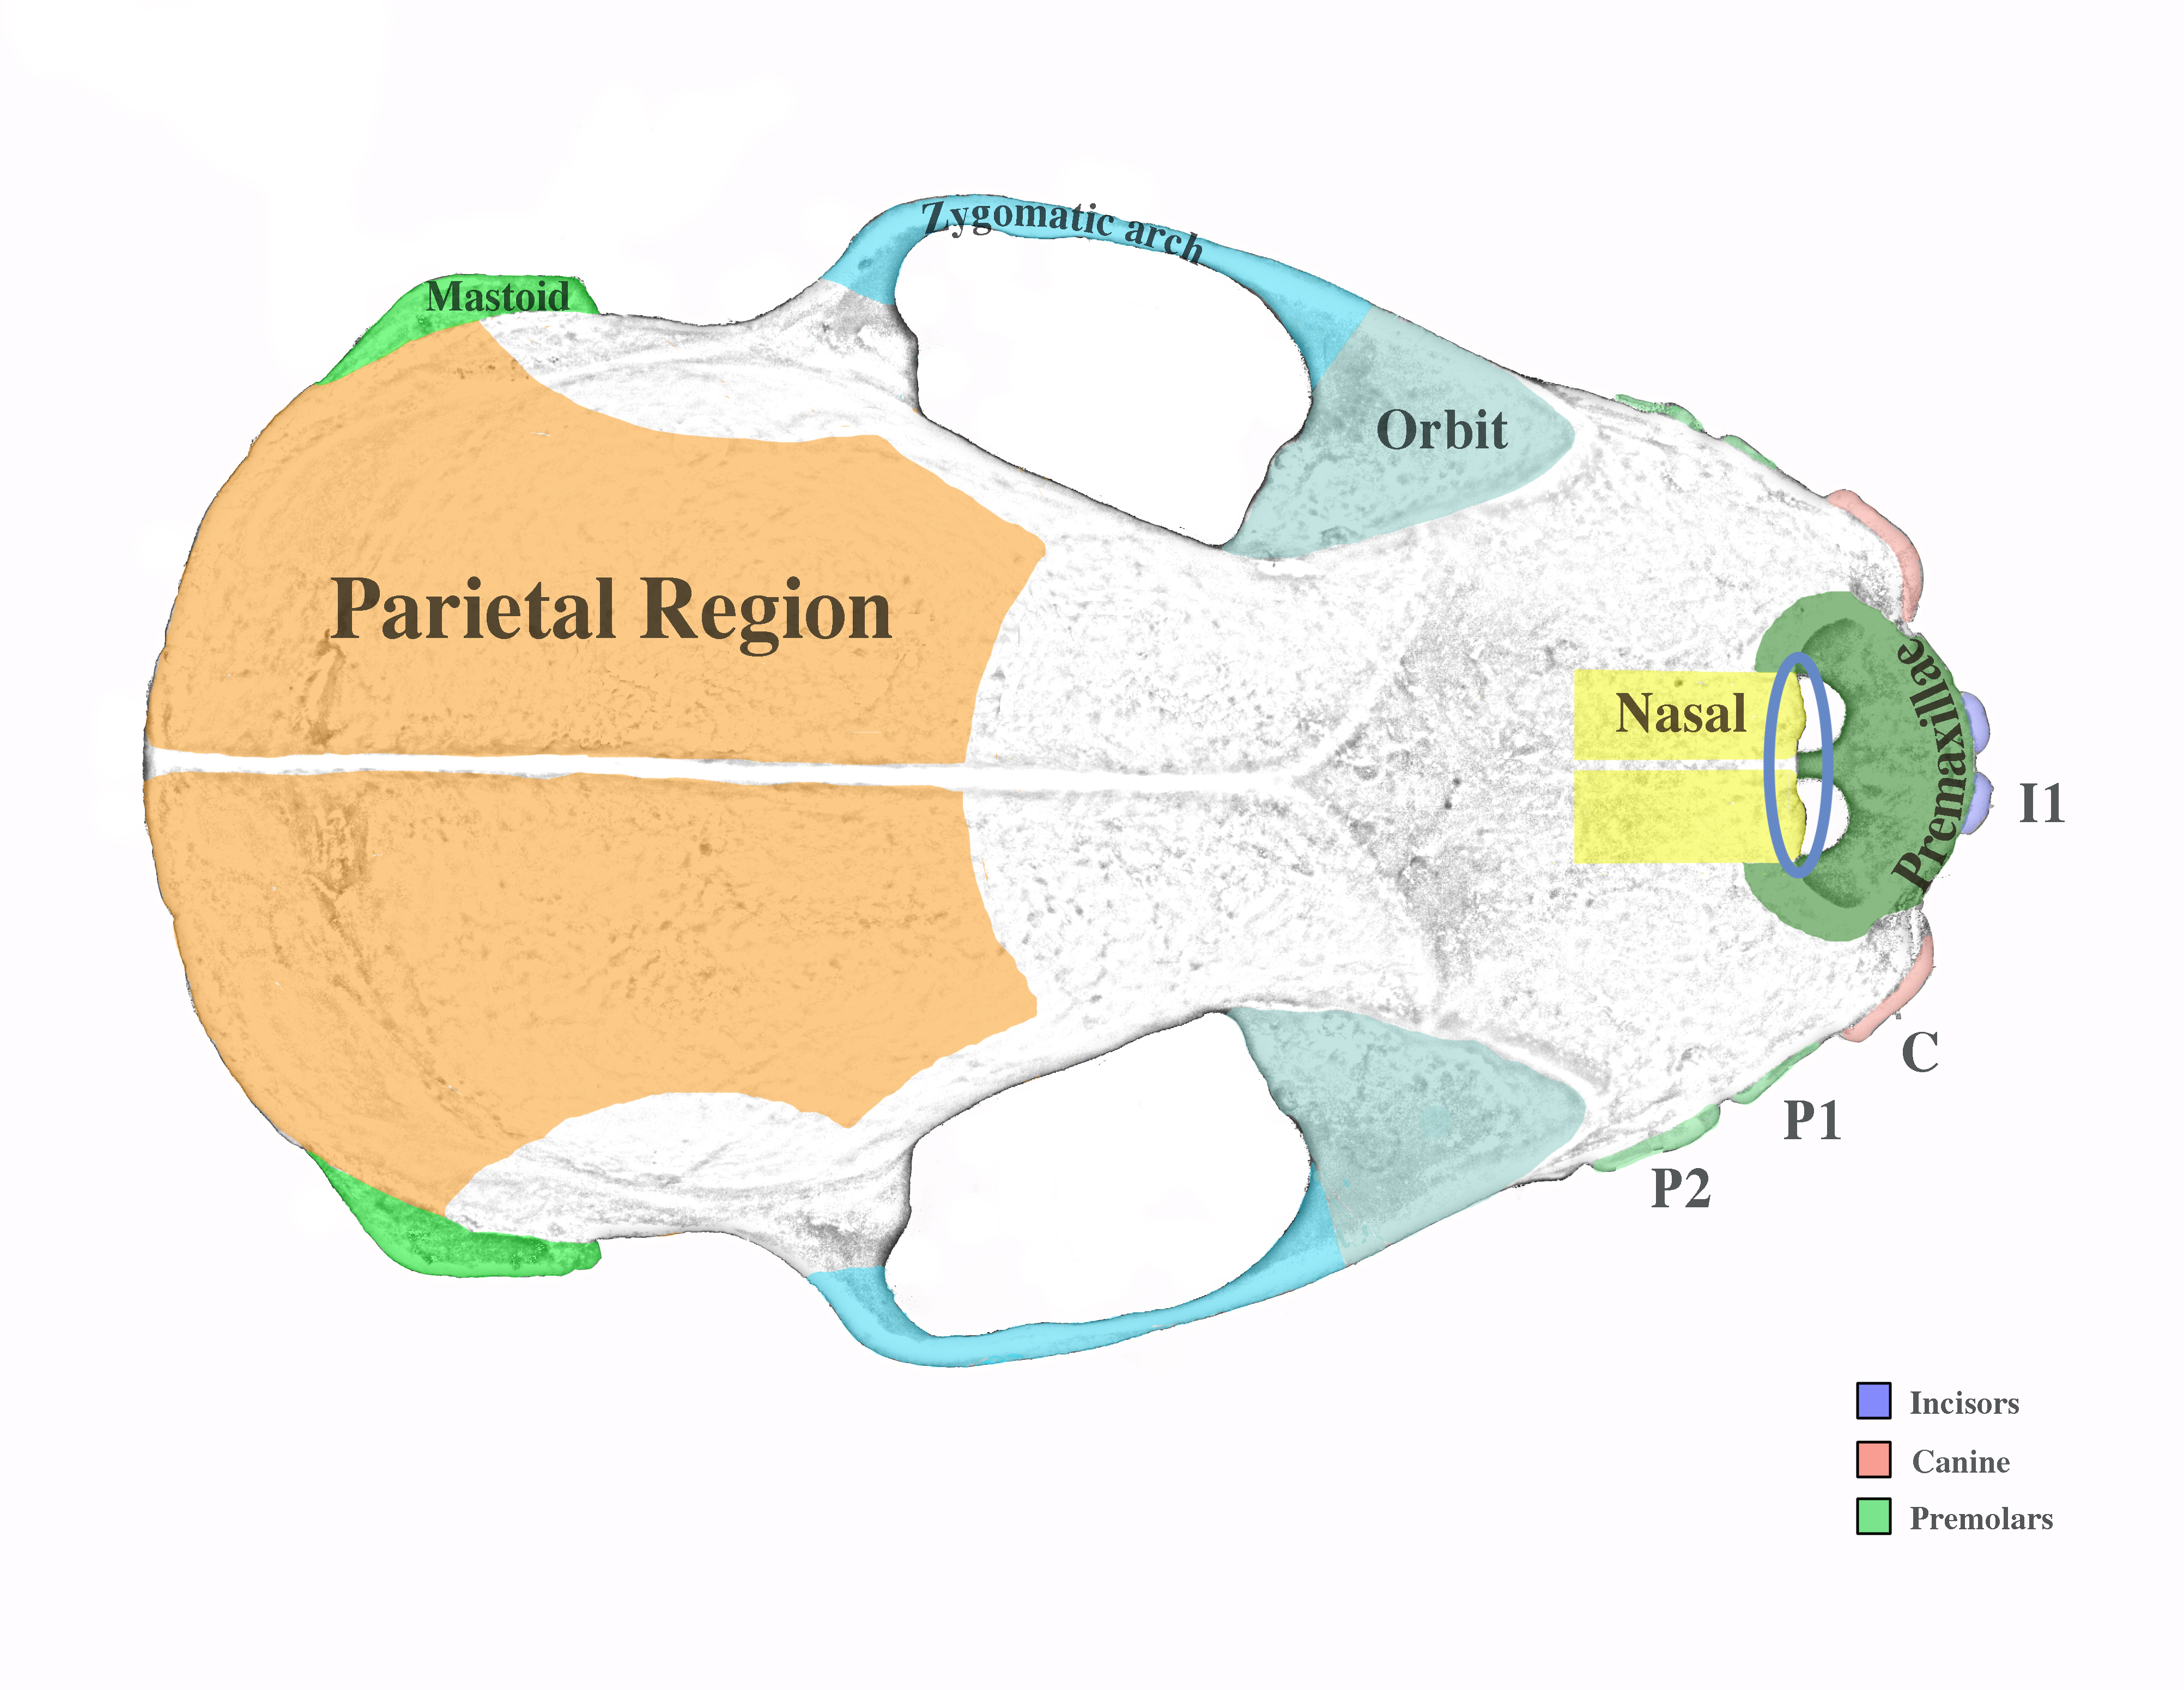 Zygomatic arch
Mastoid
Orbit
Parietal Region
Nasal
Premaxillae
I1
C
P1
P2
Incisors
Canine
Premolars